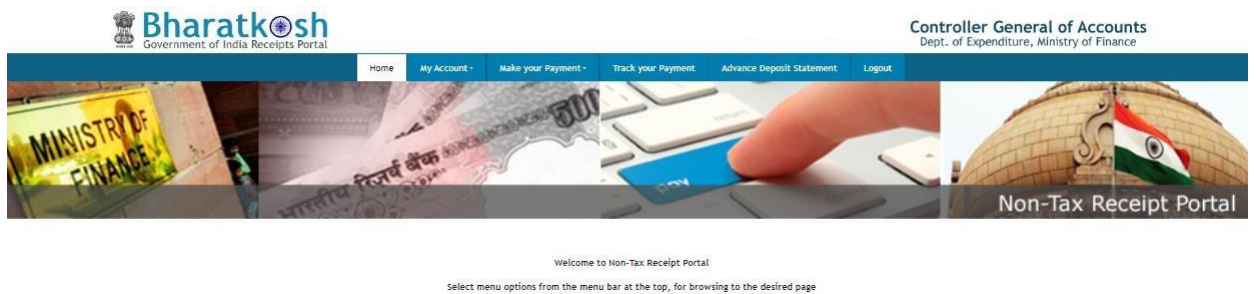 Bharatkosh
Government of India Receipts Portal
Controller General of Accounts
Dept. of Expenditure, Ministry of Finance
Home
My Account
Make your Payment
Track your Payment
Advance Deposit Statement
Logout
MINISTRY OF
FINANCE
500
भारतीय रिज़र्व बैंक
return
PAY
Non-Tax Receipt Portal
Welcome to Non-Tax Receipt Portal
Select menu options from the menu bar at the top, for browsing to the desired page